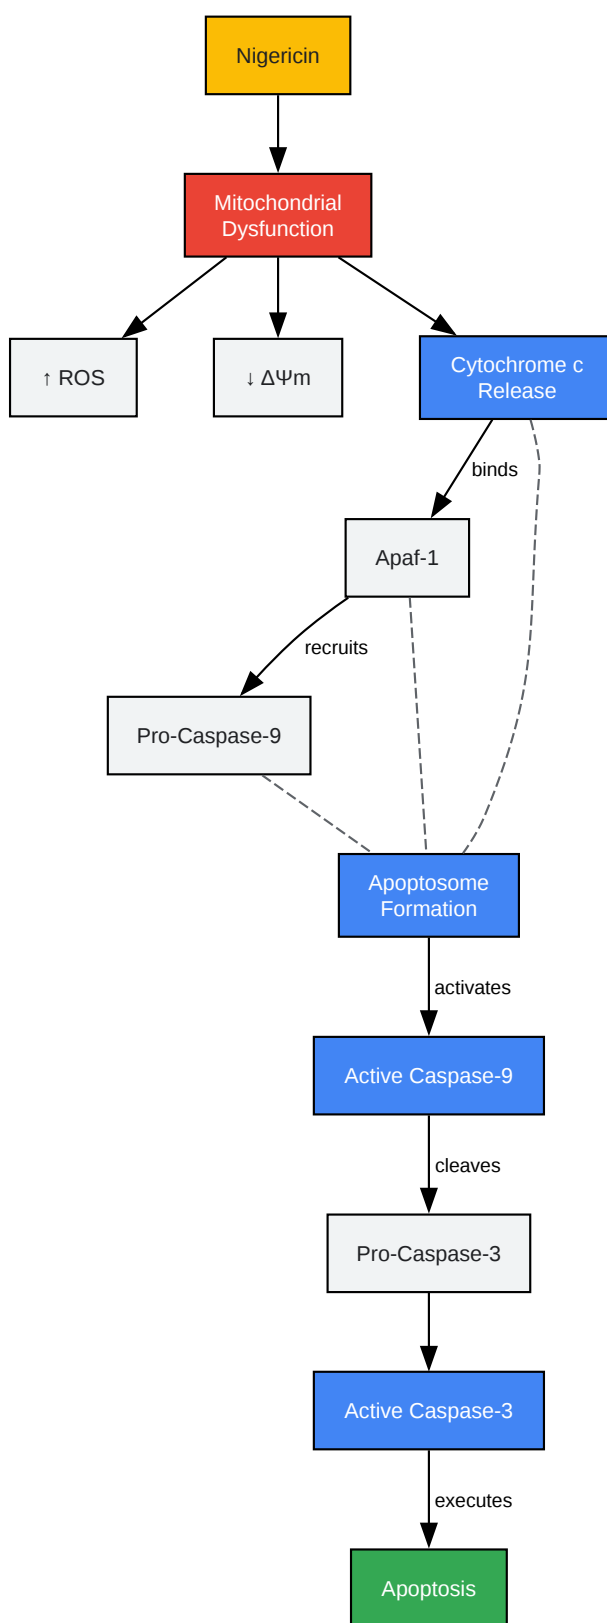 Nigericin
Mitochondrial
Dysfunction
↑ ROS
↓ ΔΨm
Cytochrome c
Release
binds
Apaf-1
recruits
Pro-Caspase-9
Apoptosome
Formation
activates
Active Caspase-9
cleaves
Pro-Caspase-3
Active Caspase-3
executes
Apoptosis